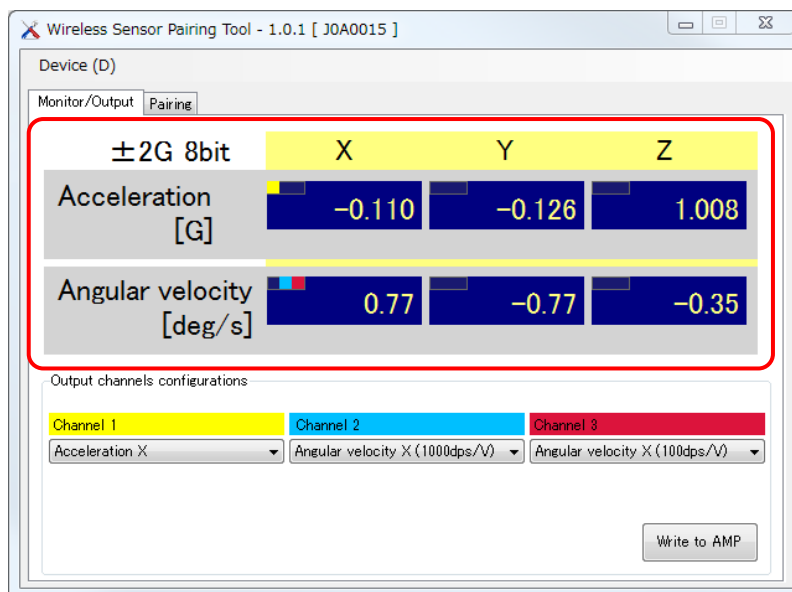 Wireless Sensor Pairing Tool - 1.0.1 [ J0A0015 ]
Device (D)
Monitor/Output Pairing
±2G 8bit X Y Z
Acceleration
[G]
-0.110 -0.126 1.008
Angular velocity
[deg/s]
0.77 -0.77 -0.35
Output channels configurations
Channel 1 Channel 2 Channel 3
Acceleration X Angular velocity X (1000dps/V) Angular velocity X (100dps/V)
Write to AMP